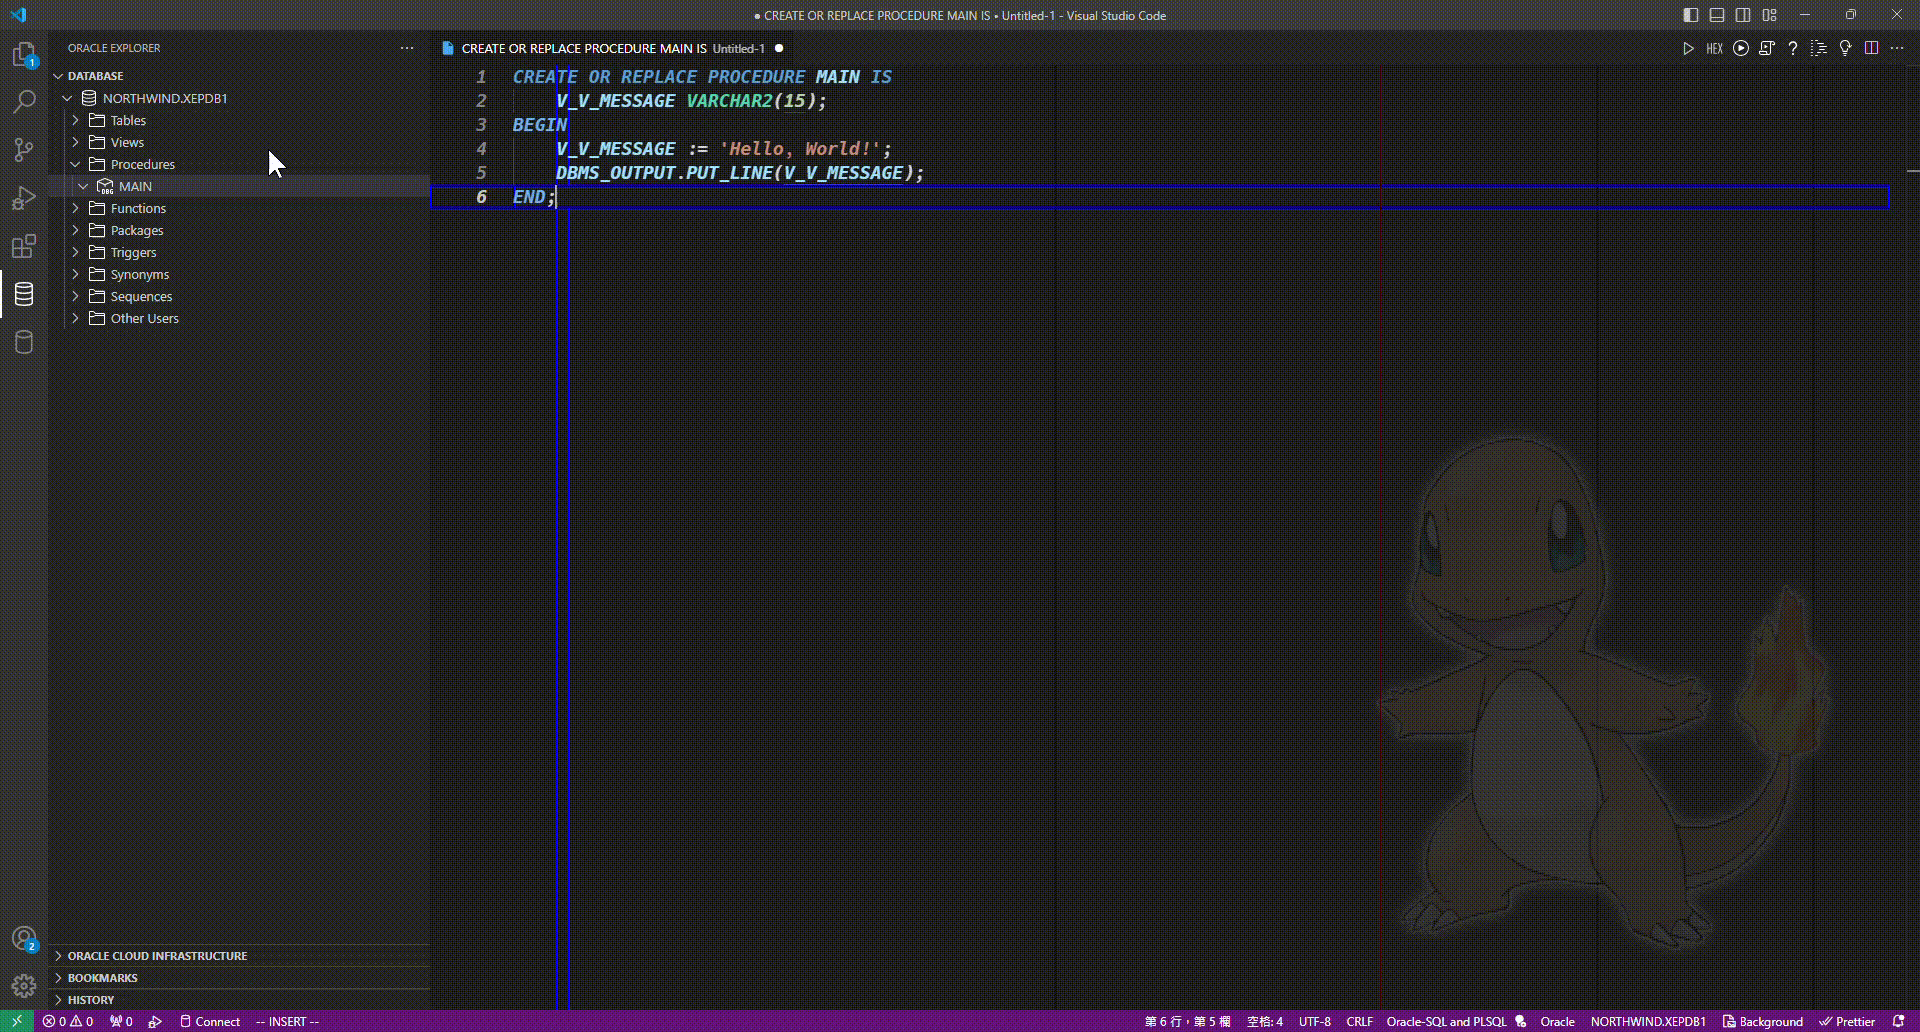 ● CREATE OR REPLACE PROCEDURE MAIN IS • Untitled-1 - Visual Studio Code
ORACLE EXPLORER
CREATE OR REPLACE PROCEDURE MAIN IS Untitled-1
HEX
1
DATABASE
NORTHWIND.XEPDB1
Tables
Views
Procedures
DBG
MAIN
Functions
Packages
Triggers
Synonyms
Sequences
Other Users
1 CREATE OR REPLACE PROCEDURE MAIN IS
2 V_V_MESSAGE VARCHAR2(15);
3 BEGIN
4 V_V_MESSAGE := 'Hello, World!';
5 DBMS_OUTPUT.PUT_LINE(V_V_MESSAGE);
6 END;
2
ORACLE CLOUD INFRASTRUCTURE
BOOKMARKS
HISTORY
0 0 0 Connect -- INSERT -- 第 6 行，第 5 欄 空格: 4 UTF-8 CRLF Oracle-SQL and PLSQL Oracle NORTHWIND.XEPDB1 Background Prettier